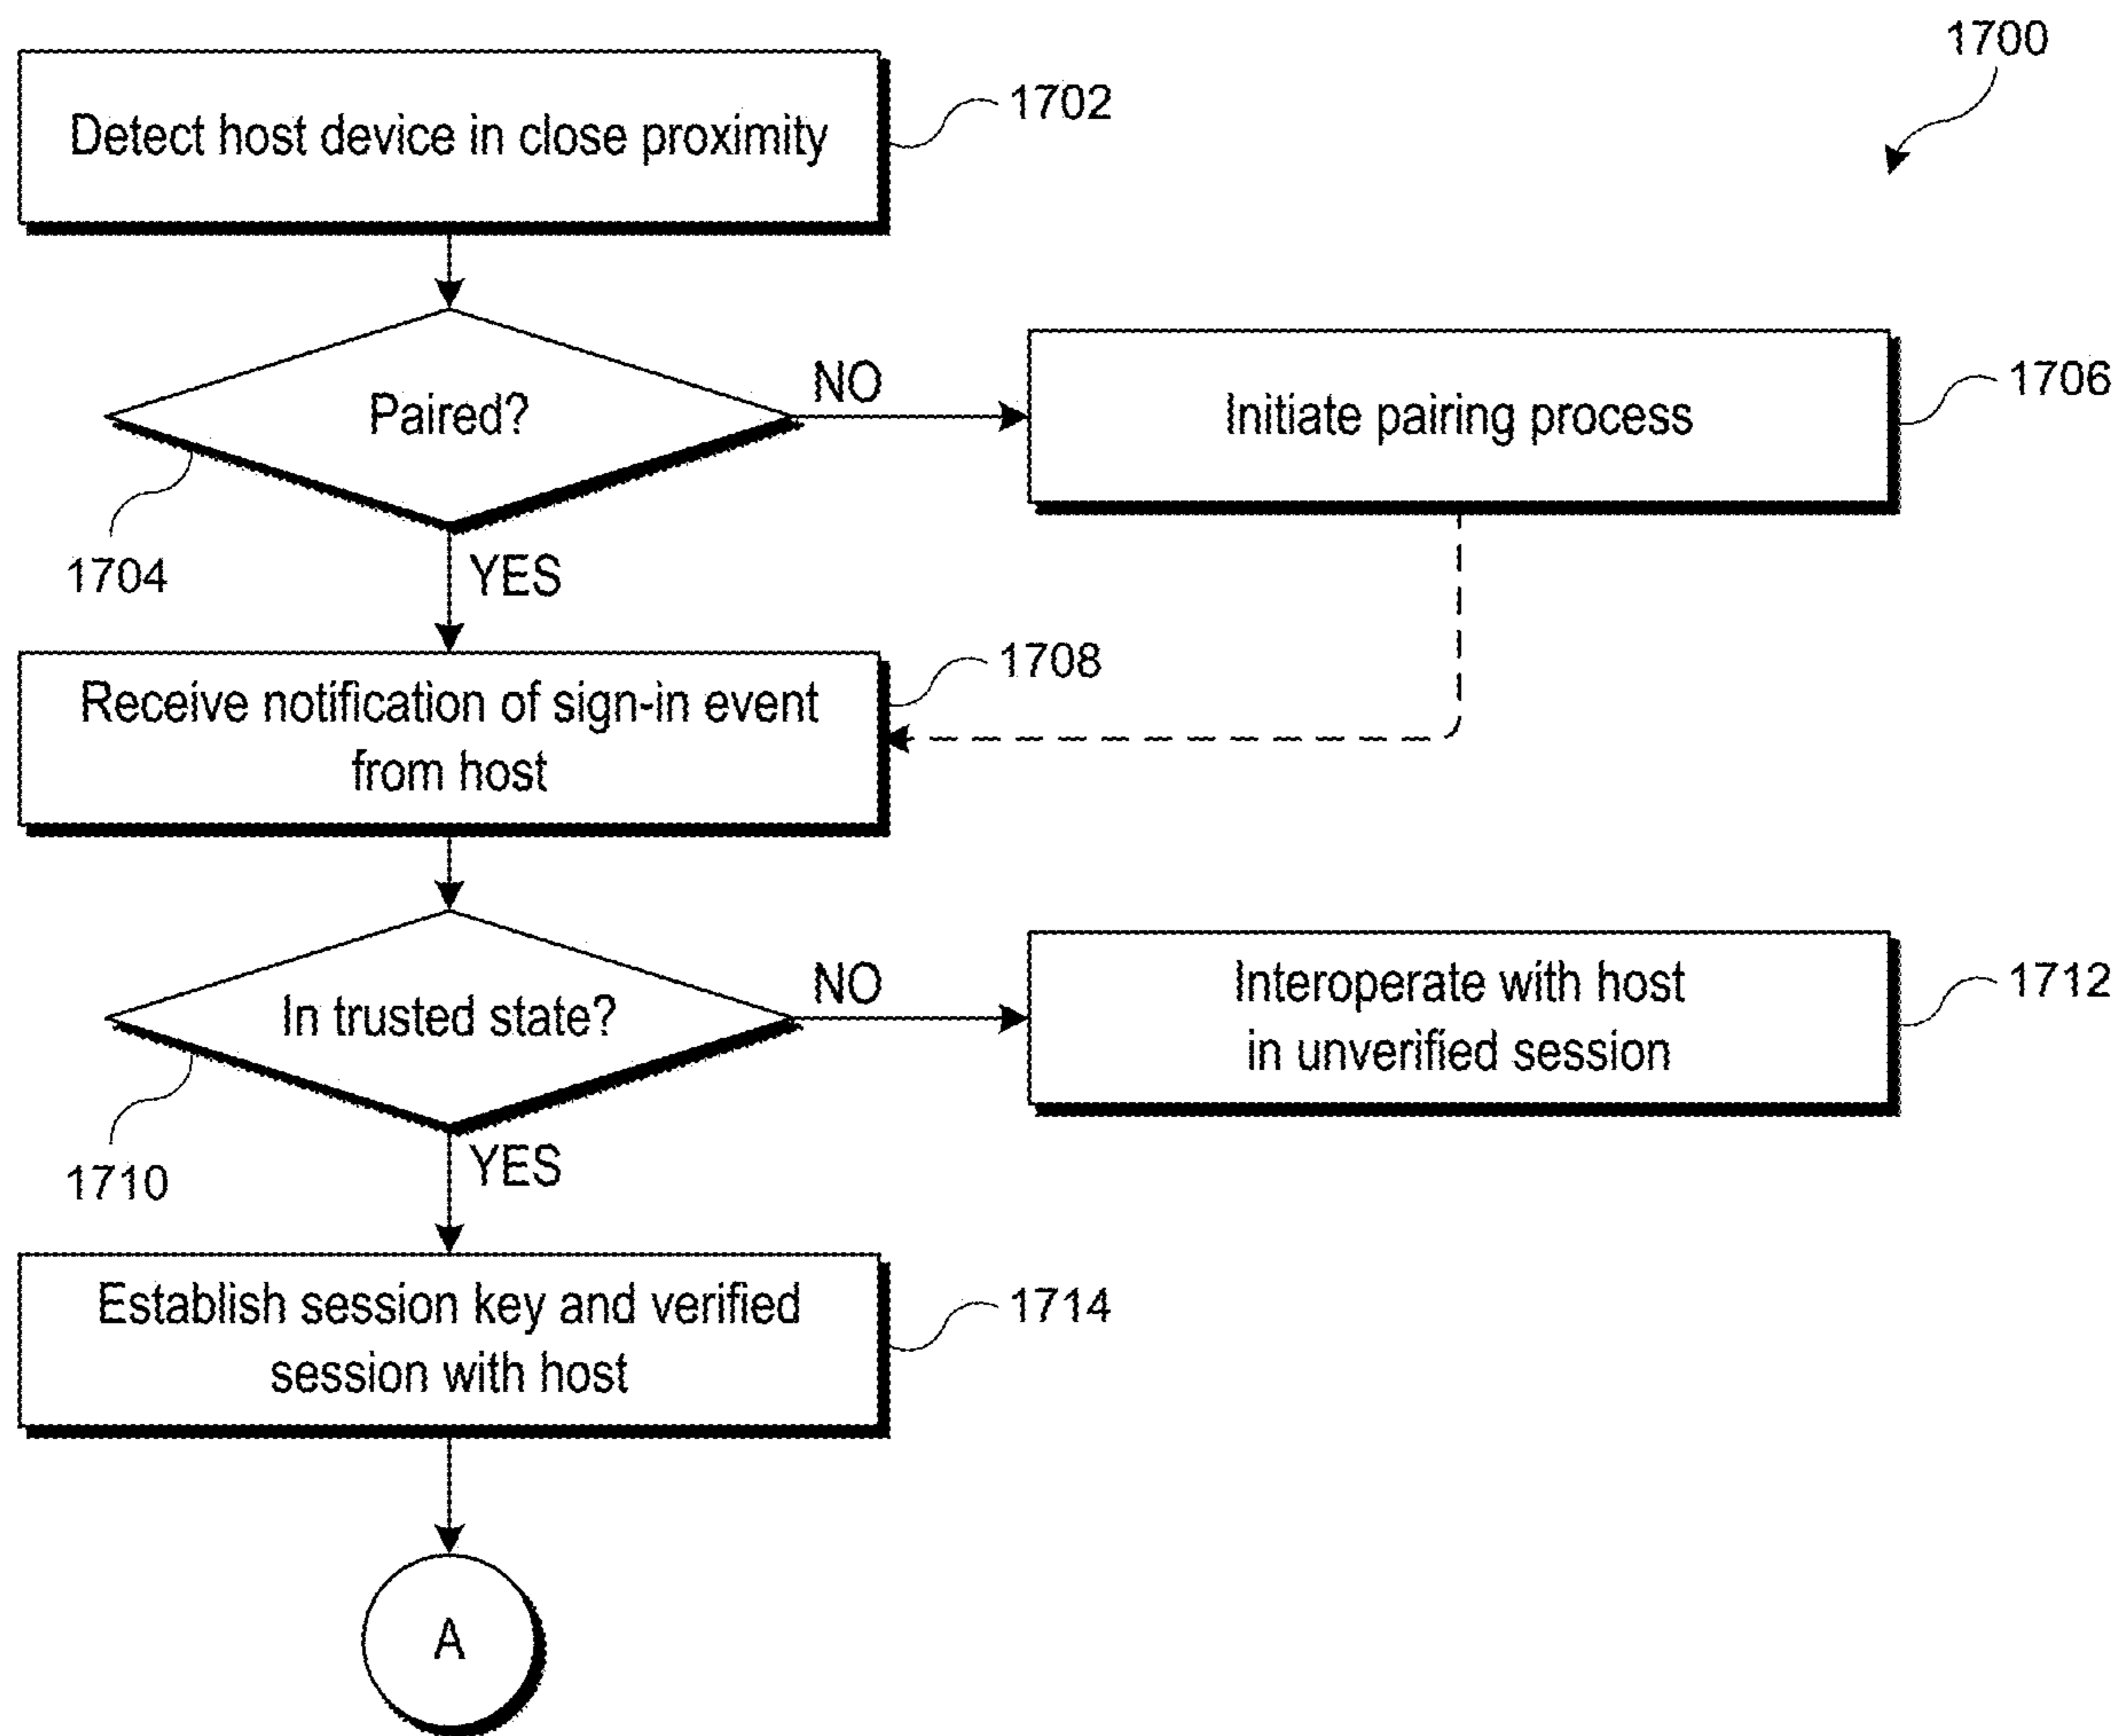 1700
Detect host device in close proximity
1702
Paired?
NO
Initiate pairing process
1706
1704
YES
Receive notification of sign-in event
from host
1708
In trusted state?
NO
Interoperate with host
in unverified session
1712
1710
YES
Establish session key and verified
session with host
1714
A